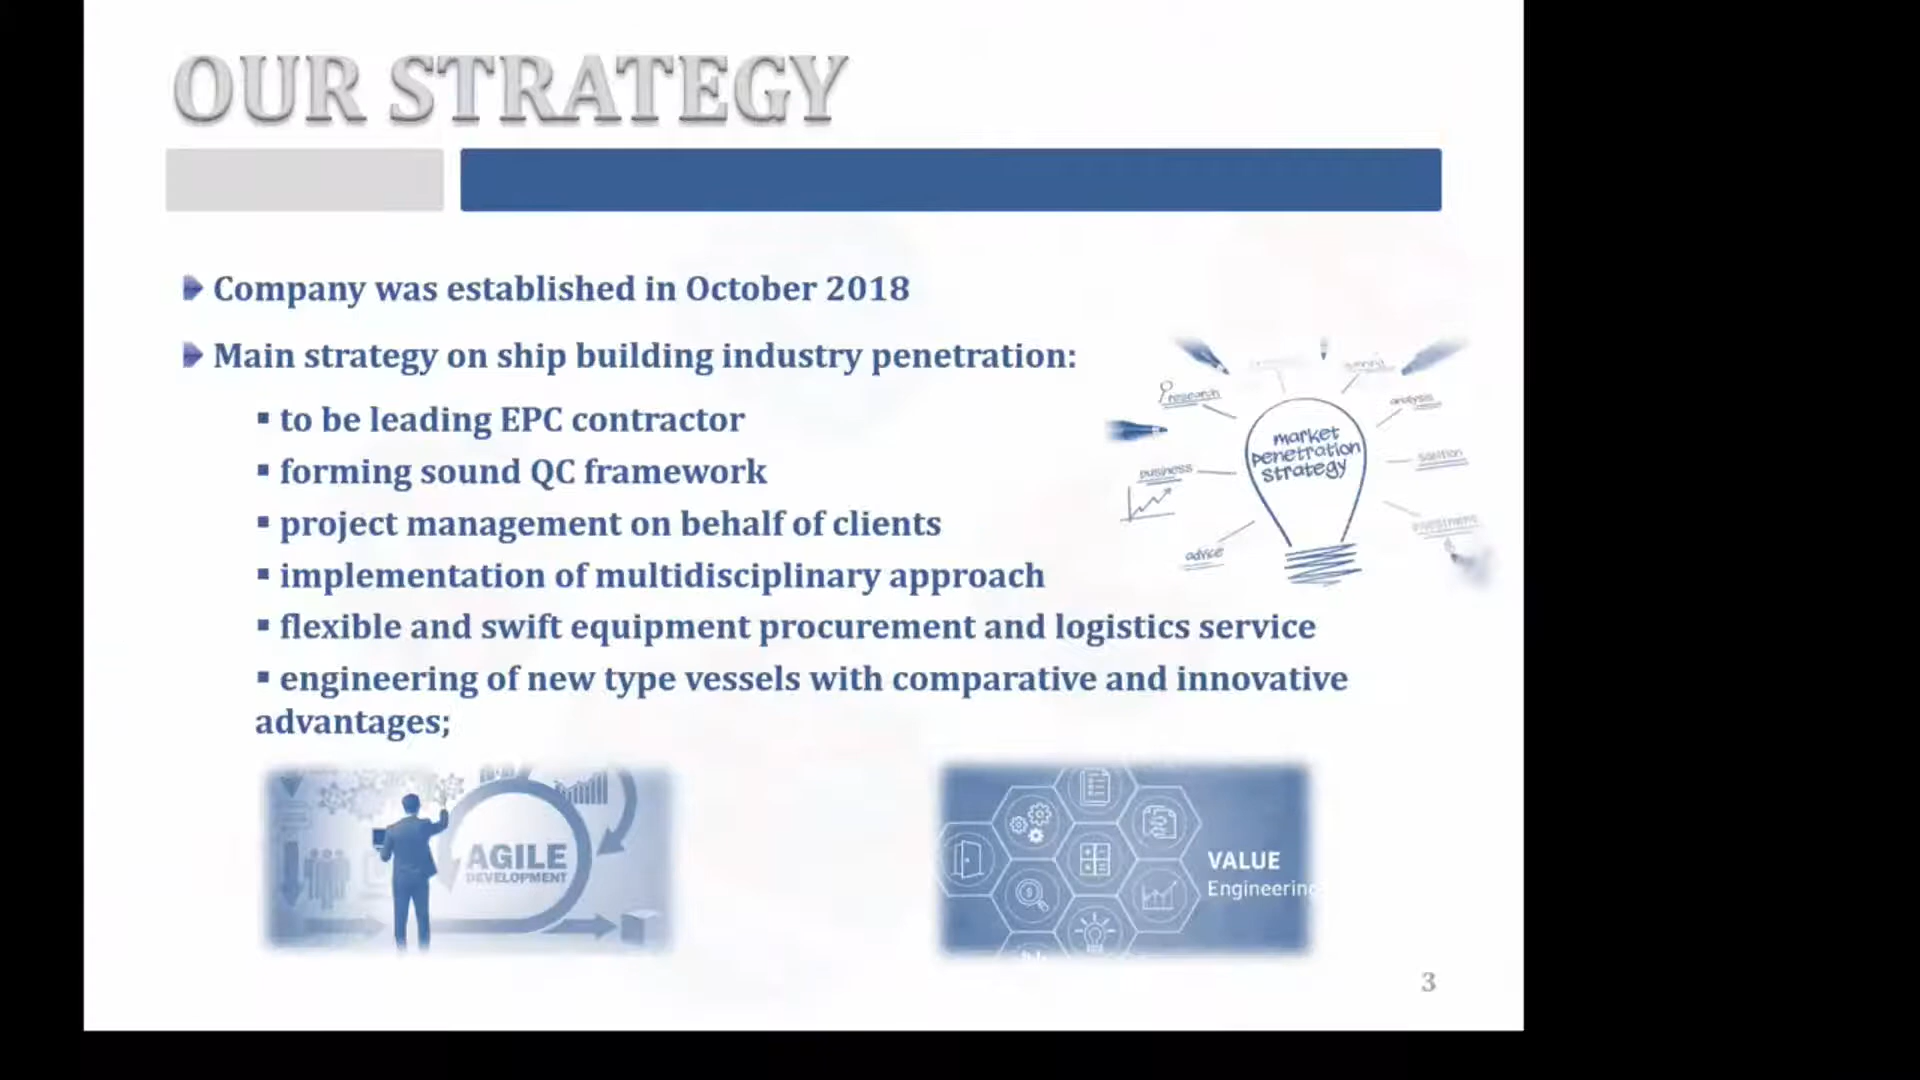 OUR STRATEGY
Company was established in October 2018
Main strategy on ship building industry penetration:
▪ to be leading EPC contractor
▪ forming sound QC framework
▪ project management on behalf of clients
▪ implementation of multidisciplinary approach
▪ flexible and swift equipment procurement and logistics service
▪ engineering of new type vessels with comparative and innovative
advantages;
research
analysis
market
penetration
strategy
business
solution
investment
advice
AGILE
DEVELOPMENT
VALUE
Engineering
3